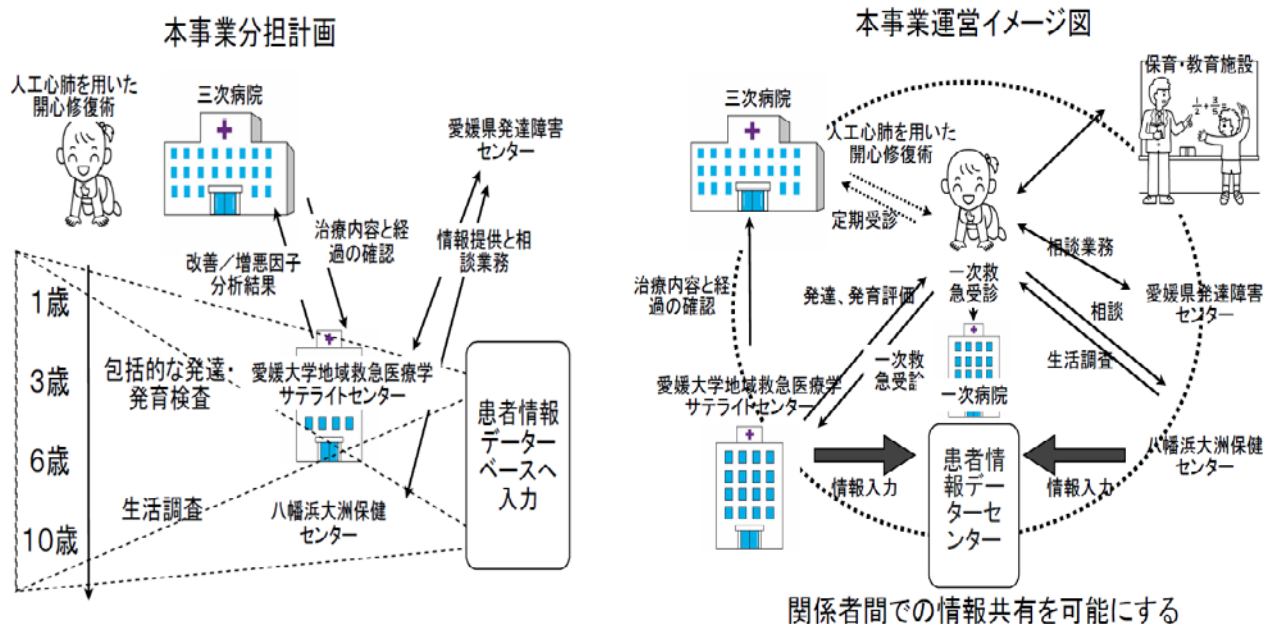 本事業分担計画
人工心肺を用いた
開心修復術
三次病院
愛媛県発達障害
センター
治療内容と経
過の確認
情報提供と相
談業務
改善／増悪因子
分析結果
1歳
3歳
6歳
10歳
包括的な発達・
発育検査
愛媛大学地域救急医療学
サテライトセンター
患者情報
データー
ベースへ
入力
生活調査
八幡浜大洲保健
センター
本事業運営イメージ図
保育・教育施設
三次病院
人工心肺を用いた
開心修復術
1/2+3/5=
定期受診
相談業務
一次救
急受診
愛媛県発達障害
センター
治療内容と経
過の確認
発達、発育評価
相談
生活調査
一次救
急受診
愛媛大学地域救急医療学
サテライトセンター
一次病院
八幡浜大洲保健
センター
患者情
報デー
ターセ
ンター
情報入力
情報入力
関係者間での情報共有を可能にする